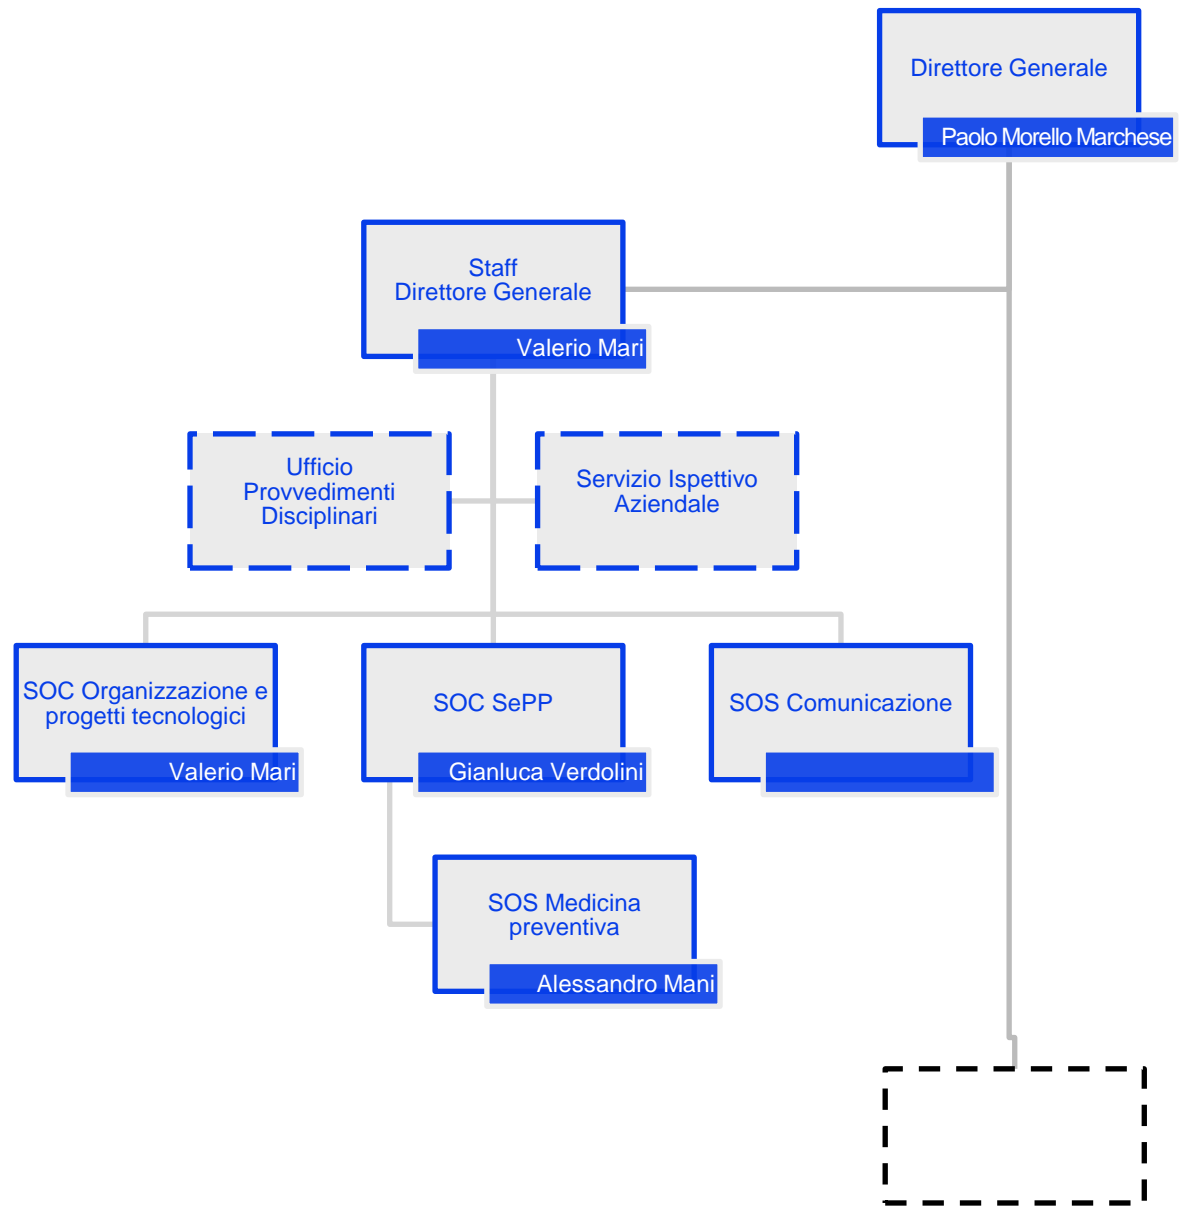 Direttore Generale
Paolo Morello Marchese
Staff
Direttore Generale
Valerio Mari
Ufficio
Provvedimenti
Disciplinari
Servizio Ispettivo
Aziendale
SOC Organizzazione e
progetti tecnologici
Valerio Mari
SOC SePP
Gianluca Verdolini
SOS Comunicazione
SOS Medicina
preventiva
Alessandro Mani